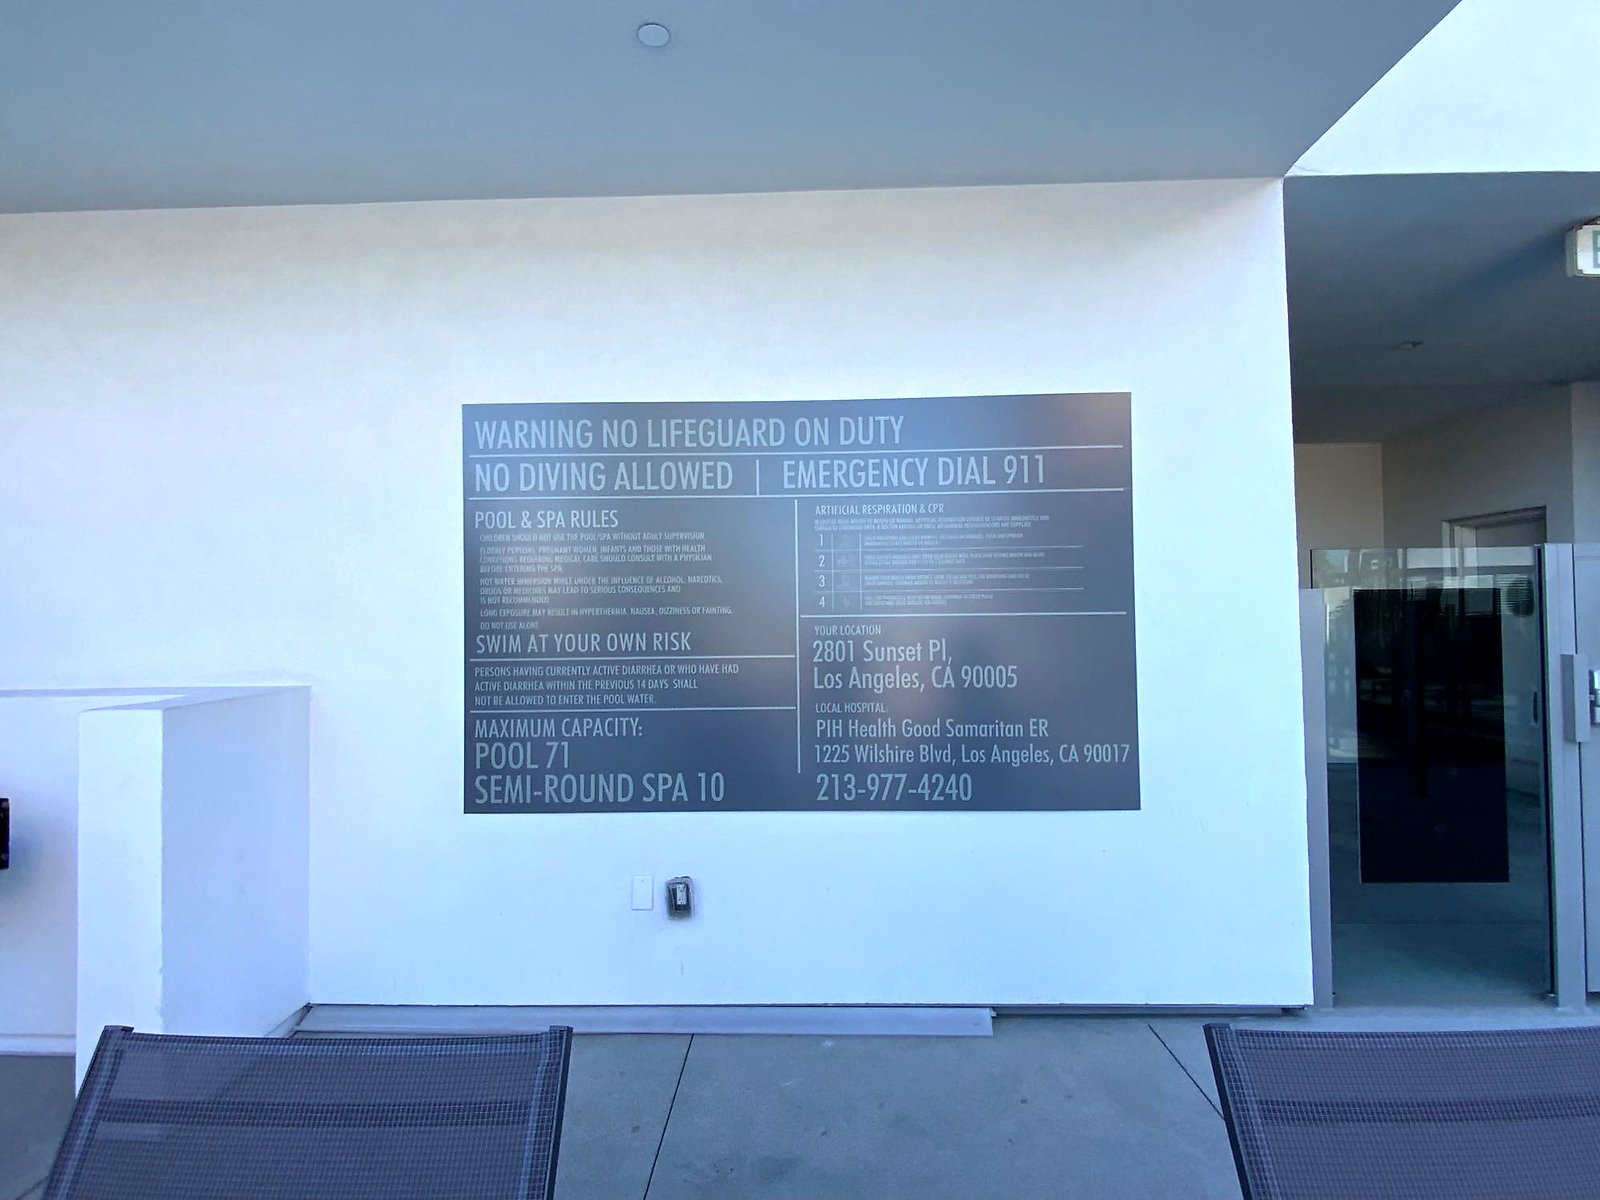 WARNING NO LIFEGUARD ON DUTY
NO DIVING ALLOWED
EMERGENCY DIAL 911
POOL & SPA RULES
CHILDREN SHOULD NOT USE THE POOL/SPA WITHOUT ADULT SUPERVISION
ELDERLY PERSONS, PREGNANT WOMEN, INFANTS AND THOSE WITH HEALTH
CONDITIONS REQUIRING MEDICAL CARE SHOULD CONSULT WITH A PHYSICIAN
BEFORE ENTERING THE SPA.
HOT WATER IMMERSION WHILE UNDER THE INFLUENCE OF ALCOHOL, NARCOTICS,
DRUGS OR MEDICINES MAY LEAD TO SERIOUS CONSEQUENCES AND
IS NOT RECOMMENDED.
LONG EXPOSURE MAY RESULT IN HYPERTHERMIA, NAUSEA, DIZZINESS OR FAINTING.
DO NOT USE ALONE.
SWIM AT YOUR OWN RISK
PERSONS HAVING CURRENTLY ACTIVE DIARRHEA OR WHO HAVE HAD
ACTIVE DIARRHEA WITHIN THE PREVIOUS 14 DAYS SHALL
NOT BE ALLOWED TO ENTER THE POOL WATER.
MAXIMUM CAPACITY:
POOL 71
SEMI-ROUND SPA 10
ARTIFICIAL RESPIRATION & CPR
1
2
3
4
YOUR LOCATION
2801 Sunset Pl,
Los Angeles, CA 90005
LOCAL HOSPITAL:
PIH Health Good Samaritan ER
1225 Wilshire Blvd, Los Angeles, CA 90017
213-977-4240